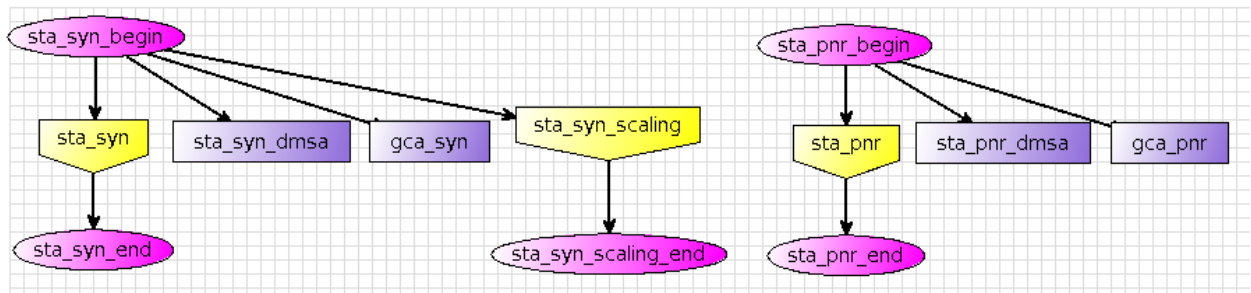 sta_syn_begin
sta_pnr_begin
sta_syn
sta_syn_dmsa
gca_syn
sta_syn_scaling
sta_pnr
sta_pnr_dmsa
gca_pnr
sta_syn_end
sta_syn_scaling_end
sta_pnr_end